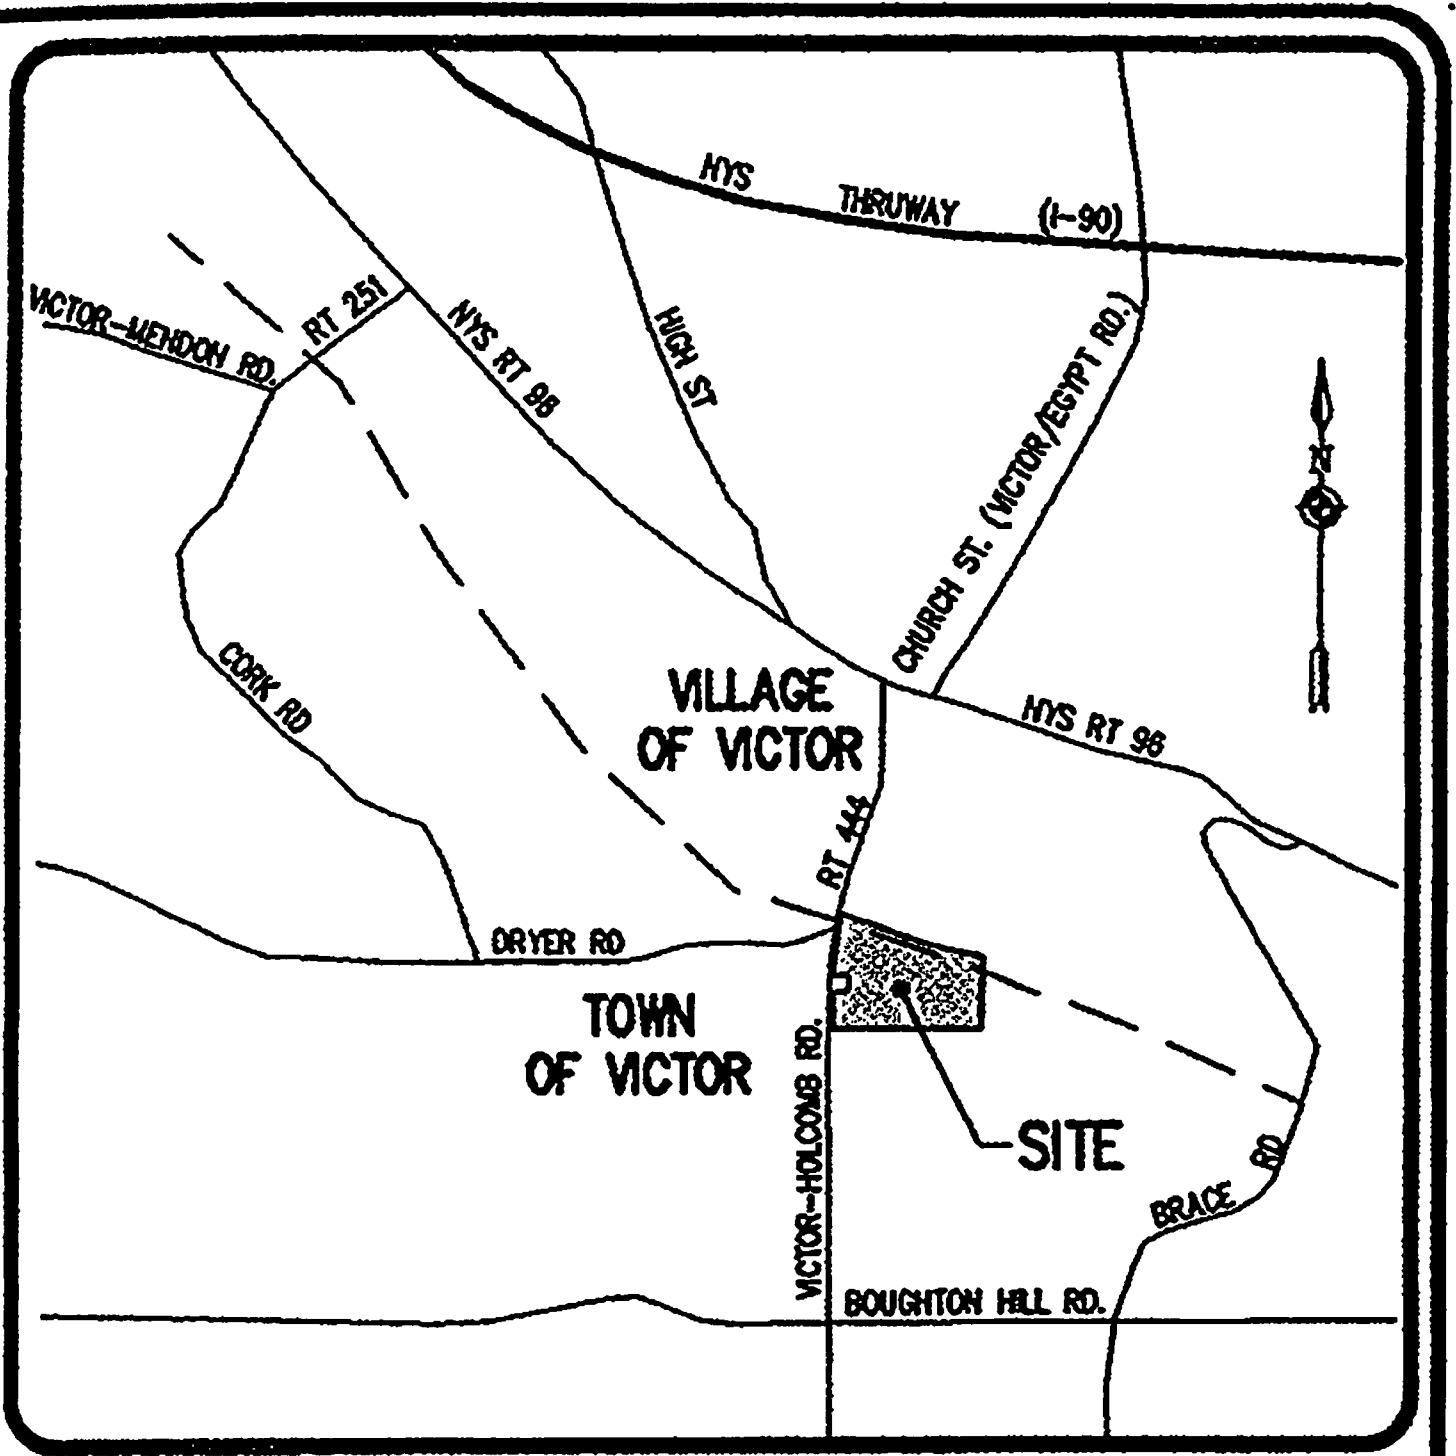 HYS THRUWAY (I-90)
VICTOR-MENDON RD.
RT 251
NYS RT 96
HIGH ST
CHURCH ST. (VICTOR/EGYPT RD.)
N
CORK RD
VILLAGE
OF VICTOR
HYS RT 96
RT 444
DRYER RD
TOWN
OF VICTOR
VICTOR-HOLCOMB RD.
SITE
BRACE RD
BOUGHTON HILL RD.